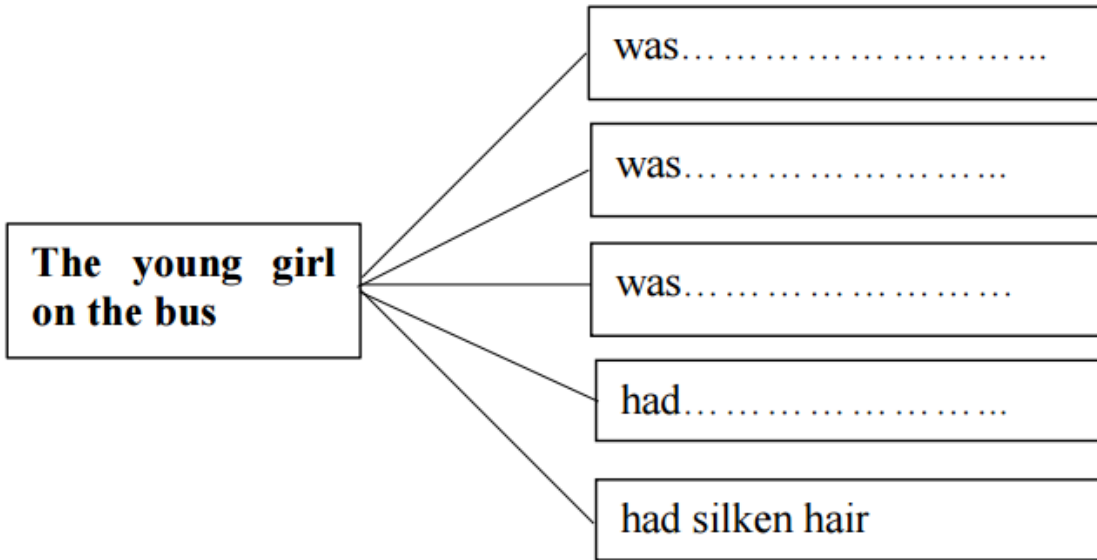 was……………………...
was…………………...
The young girl
on the bus
was……………………
had…………………...
had silken hair